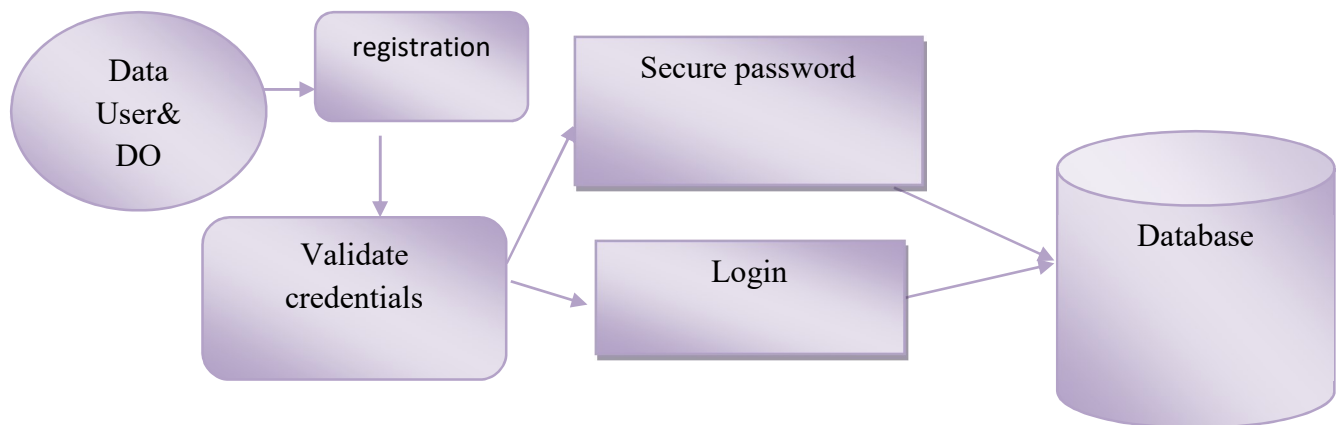 Data
User&
DO
registration
Secure password
Validate
credentials
Login
Database